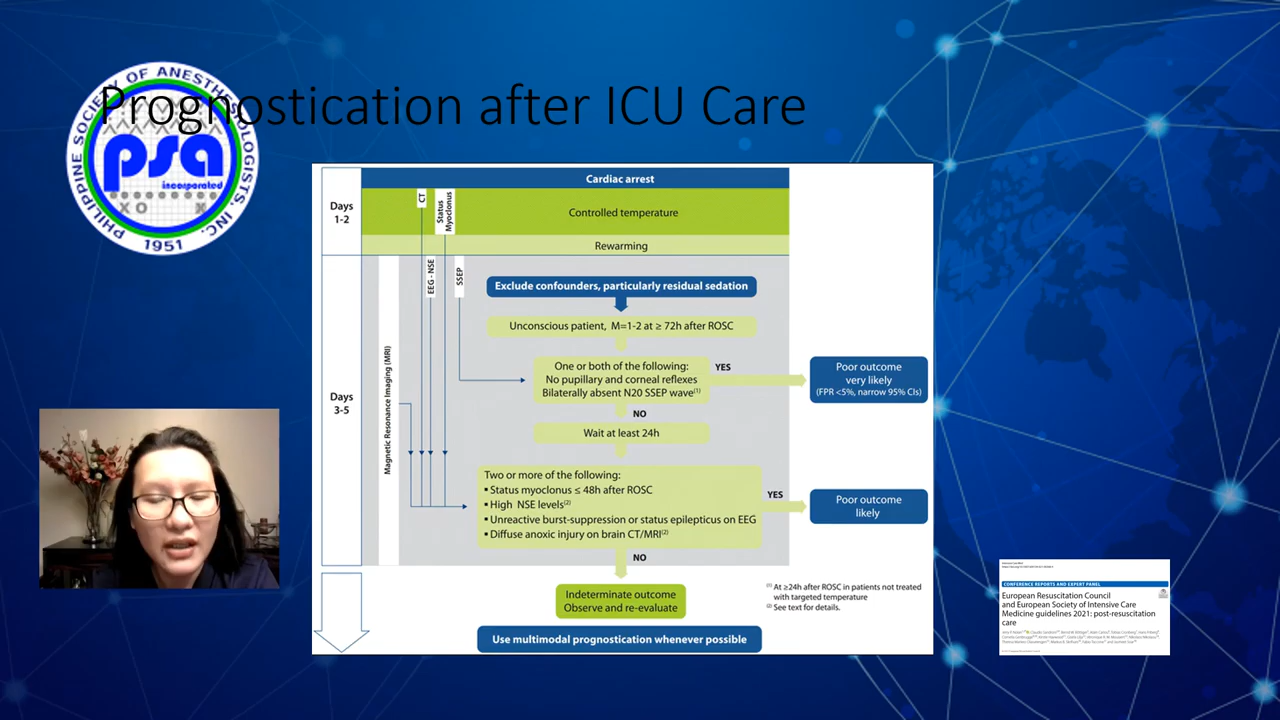 Prognostication after ICU Care
PHILIPPINE SOCIETY OF ANESTHESIOLOGISTS, INC.
psa
incorporated
XO X
1951
Cardiac arrest
Days
1-2
CT
Status
Myoclonus
Controlled temperature
Rewarming
EEG - NSE
SSEP
Magnetic Resonance Imaging (MRI)
Days
3-5
Exclude confounders, particularly residual sedation
Unconscious patient, M=1-2 at ≥ 72h after ROSC
One or both of the following:
No pupillary and corneal reflexes
Bilaterally absent N20 SSEP wave(1)
YES
Poor outcome
very likely
(FPR <5%, narrow 95% CIs)
NO
Wait at least 24h
Two or more of the following:
▪ Status myoclonus ≤ 48h after ROSC
▪ High NSE levels(2)
▪ Unreactive burst-suppression or status epilepticus on EEG
▪ Diffuse anoxic injury on brain CT/MRI(2)
YES
Poor outcome
likely
NO
Indeterminate outcome
Observe and re-evaluate
(1) At ≥24h after ROSC in patients not treated
with targeted temperature
(2) See text for details.
Use multimodal prognostication whenever possible
CONFERENCE REPORTS AND EXPERT PANEL
European Resuscitation Council
and European Society of Intensive Care
Medicine guidelines 2021: post-resuscitation
care